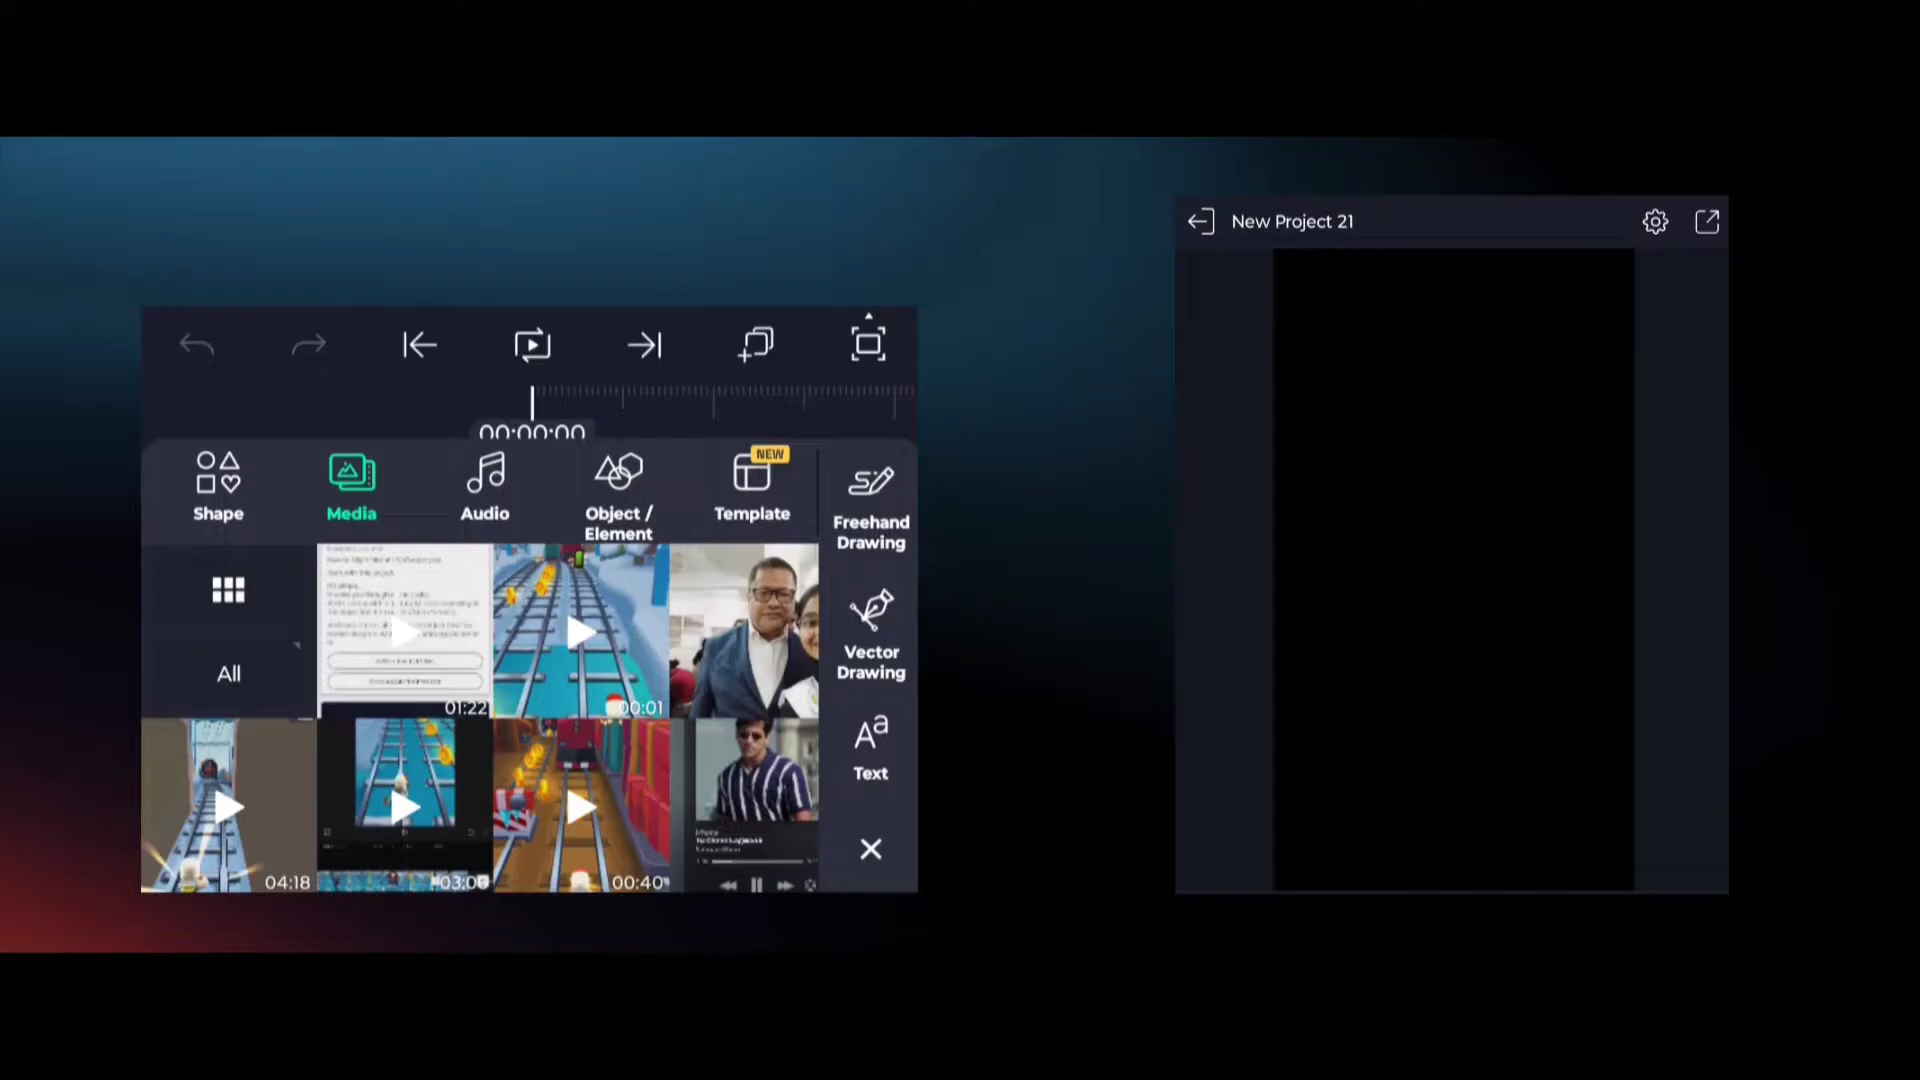 New Project 21
00:00:00
NEW
Shape
Media
Audio
Object /
Element
Template
Freehand
Drawing
All
01:22
00:01
Vector
Drawing
Text
04:18
03:06
00:40